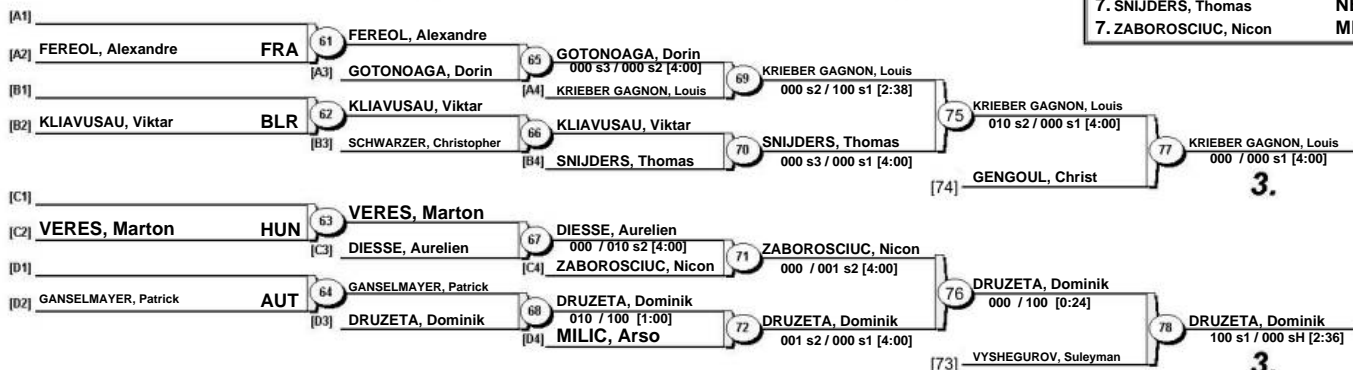 7. SNIJDERS, Thomas
7. ZABOROSCIUC, Nicon
[A1]
[A2] FEREOL, Alexandre FRA
61 FEREOL, Alexandre
[A3] GOTONOAGA, Dorin
65 GOTONOAGA, Dorin
000 s3 / 000 s2 [4:00]
[A4] KRIEBER GAGNON, Louis
69 KRIEBER GAGNON, Louis
000 s2 / 100 s1 [2:38]
[B1]
[B2] KLIAVUSAU, Viktar BLR
62 KLIAVUSAU, Viktar
[B3] SCHWARZER, Christopher
66 KLIAVUSAU, Viktar
[B4] SNIJDERS, Thomas
70 SNIJDERS, Thomas
000 s3 / 000 s1 [4:00]
75 KRIEBER GAGNON, Louis
010 s2 / 000 s1 [4:00]
[74] GENGOUL, Christ
77 KRIEBER GAGNON, Louis
000 / 000 s1 [4:00]
3.
[C1]
[C2] VERES, Marton HUN
63 VERES, Marton
[C3] DIESSE, Aurelien
67 DIESSE, Aurelien
000 / 010 s2 [4:00]
[C4] ZABOROSCIUC, Nicon
71 ZABOROSCIUC, Nicon
000 / 001 s2 [4:00]
[D1]
[D2] GANSELMAYER, Patrick AUT
64 GANSELMAYER, Patrick
[D3] DRUZETA, Dominik
68 DRUZETA, Dominik
010 / 100 [1:00]
[D4] MILIC, Arso
72 DRUZETA, Dominik
001 s2 / 000 s1 [4:00]
76 DRUZETA, Dominik
000 / 100 [0:24]
[73] VYSHEGUROV, Suleyman
78 DRUZETA, Dominik
100 s1 / 000 sH [2:36]
3.